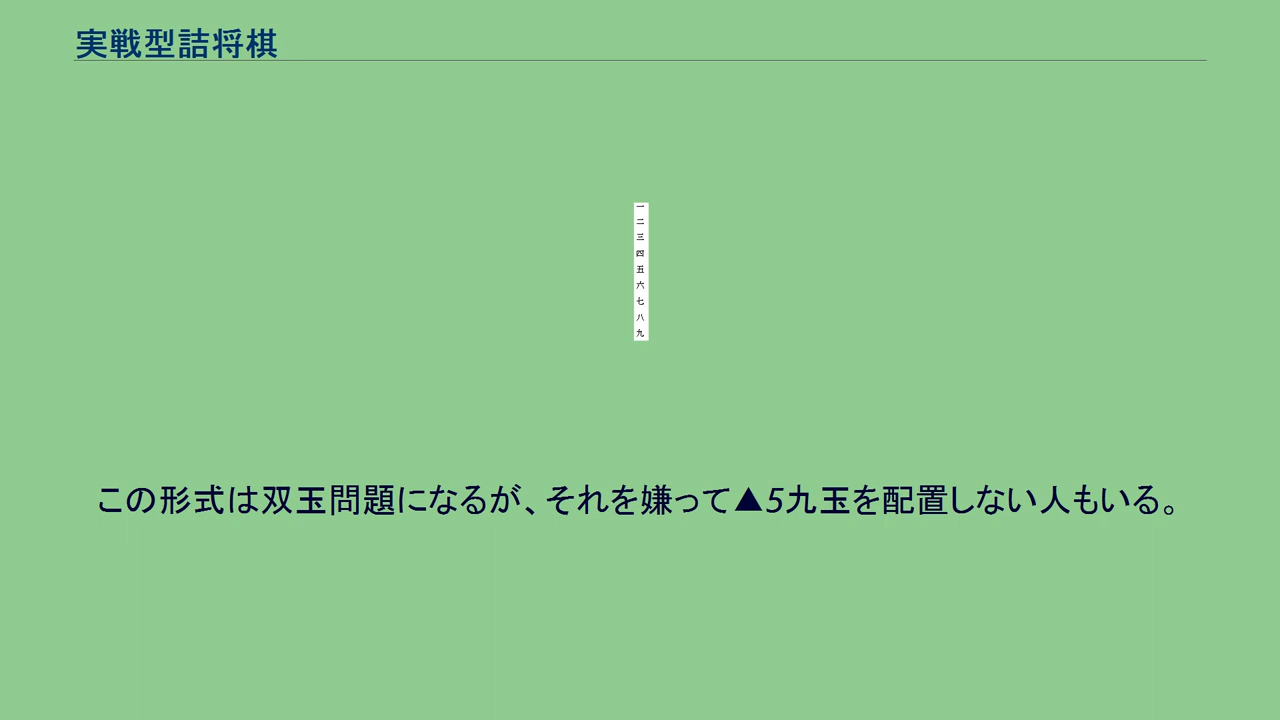 実戦型詰将棋
一
二
三
四
五
六
七
八
九
この形式は双玉問題になるが、それを嫌って▲5九玉を配置しない人もいる。